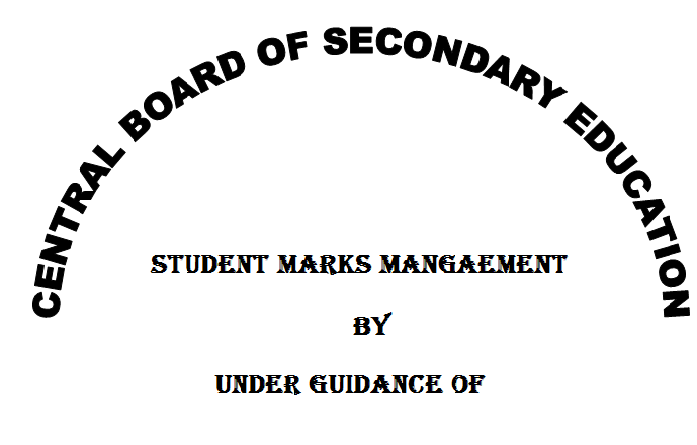 CENTRAL BOARD OF SECONDARY EDUCATION
STUDENT MARKS MANGAEMENT
BY
UNDER GUIDANCE OF